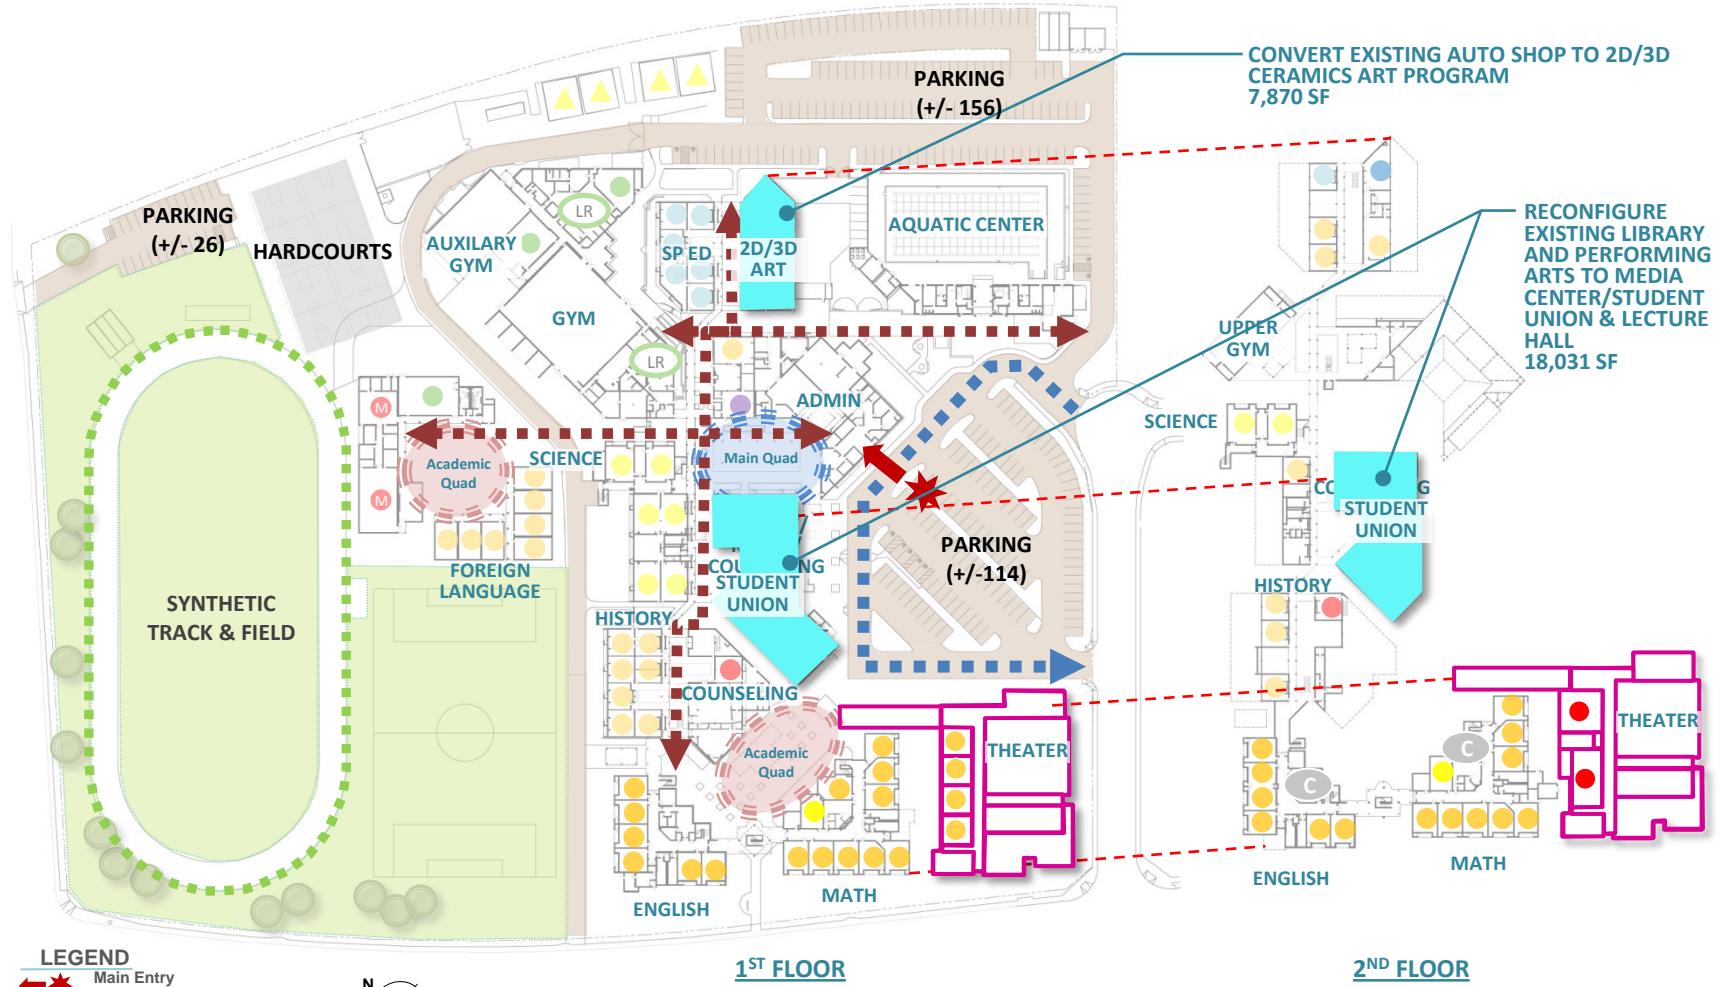 CONVERT EXISTING AUTO SHOP TO 2D/3D
CERAMICS ART PROGRAM
7,870 SF
PARKING
(+/- 156)
RECONFIGURE
EXISTING LIBRARY
AND PERFORMING
ARTS TO MEDIA
CENTER/STUDENT
UNION & LECTURE
HALL
18,031 SF
PARKING
(+/- 26)
HARDCOURTS
AUXILARY
GYM
LR
SP ED
2D/3D
ART
AQUATIC CENTER
GYM
LR
UPPER
GYM
ADMIN
M
SCIENCE
Academic
Quad
SCIENCE
Main Quad
M
STUDENT
UNION
PARKING
(+/-114)
FOREIGN
LANGUAGE
STUDENT
UNION
HISTORY
SYNTHETIC
TRACK & FIELD
HISTORY
COUNSELING
THEATER
THEATER
Academic
Quad
C
C
MATH
ENGLISH
MATH
ENGLISH
LEGEND
Main Entry
N
1ST FLOOR
2ND FLOOR